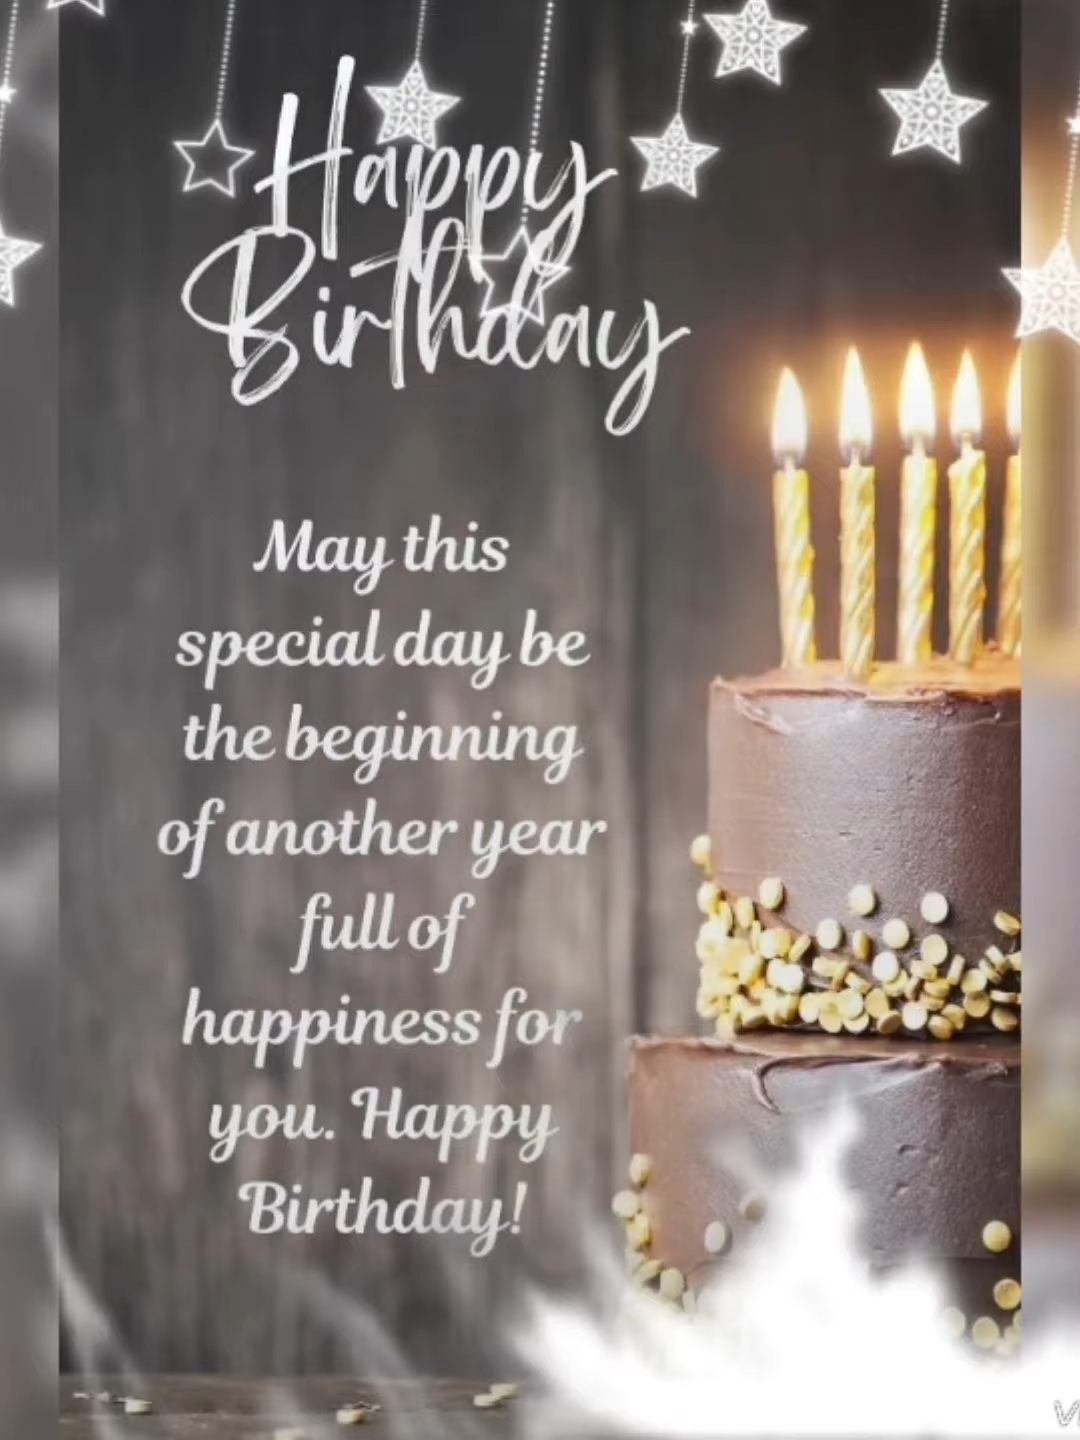 Happy
Birthday
May this
special day be
the beginning
of another year
full of
happiness for
you. Happy
Birthday!